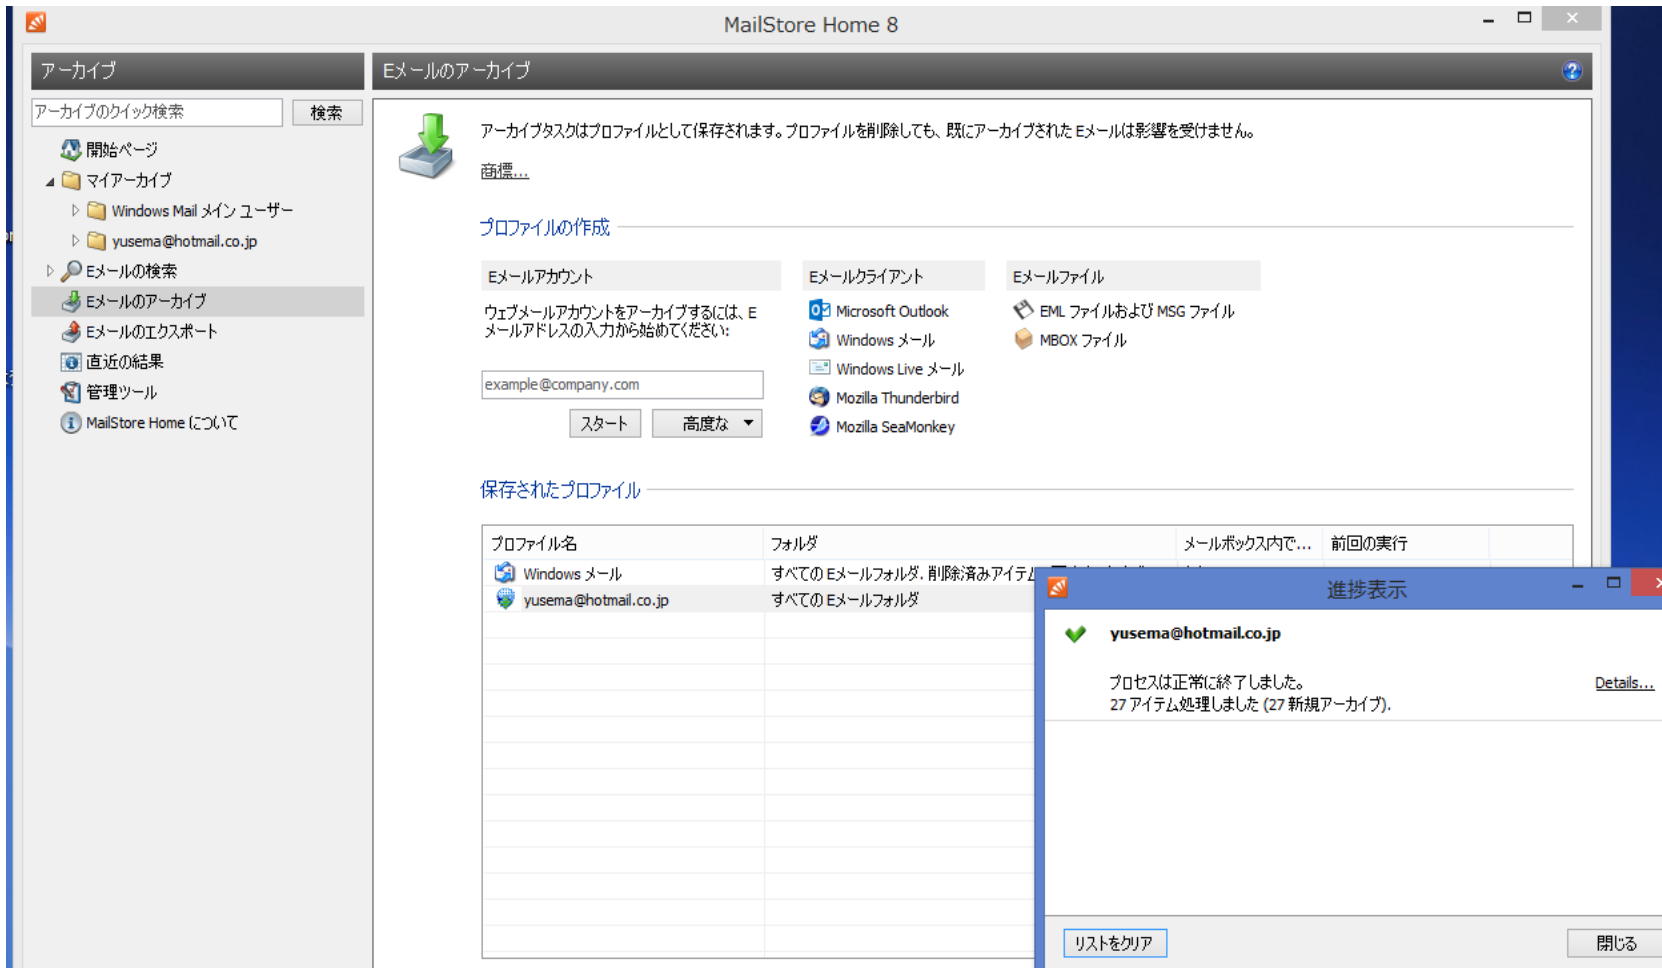 MailStore Home 8
アーカイブ
アーカイブのクイック検索
検索
開始ページ
マイアーカイブ
Windows Mail メイン ユーザー
yusema@hotmail.co.jp
Eメールの検索
Eメールのアーカイブ
Eメールのエクスポート
直近の結果
管理ツール
MailStore Home について
Eメールのアーカイブ
アーカイブタスクはプロファイルとして保存されます。プロファイルを削除しても、既にアーカイブされた Eメールは影響を受けません。
商標...
プロファイルの作成
Eメールアカウント
ウェブメールアカウントをアーカイブするには、E
メールアドレスの入力から始めてください:
example@company.com
スタート
高度な
Eメールクライアント
Microsoft Outlook
Windows メール
Windows Live メール
Mozilla Thunderbird
Mozilla SeaMonkey
Eメールファイル
EML ファイルおよび MSG ファイル
MBOX ファイル
保存されたプロファイル
プロファイル名 フォルダ メールボックス内で... 前回の実行
Windows メール すべての Eメールフォルダ. 削除済みアイテム
yusema@hotmail.co.jp すべての Eメールフォルダ
進捗表示
yusema@hotmail.co.jp
プロセスは正常に終了しました。
Details...
27 アイテム処理しました (27 新規アーカイブ).
リストをクリア
閉じる